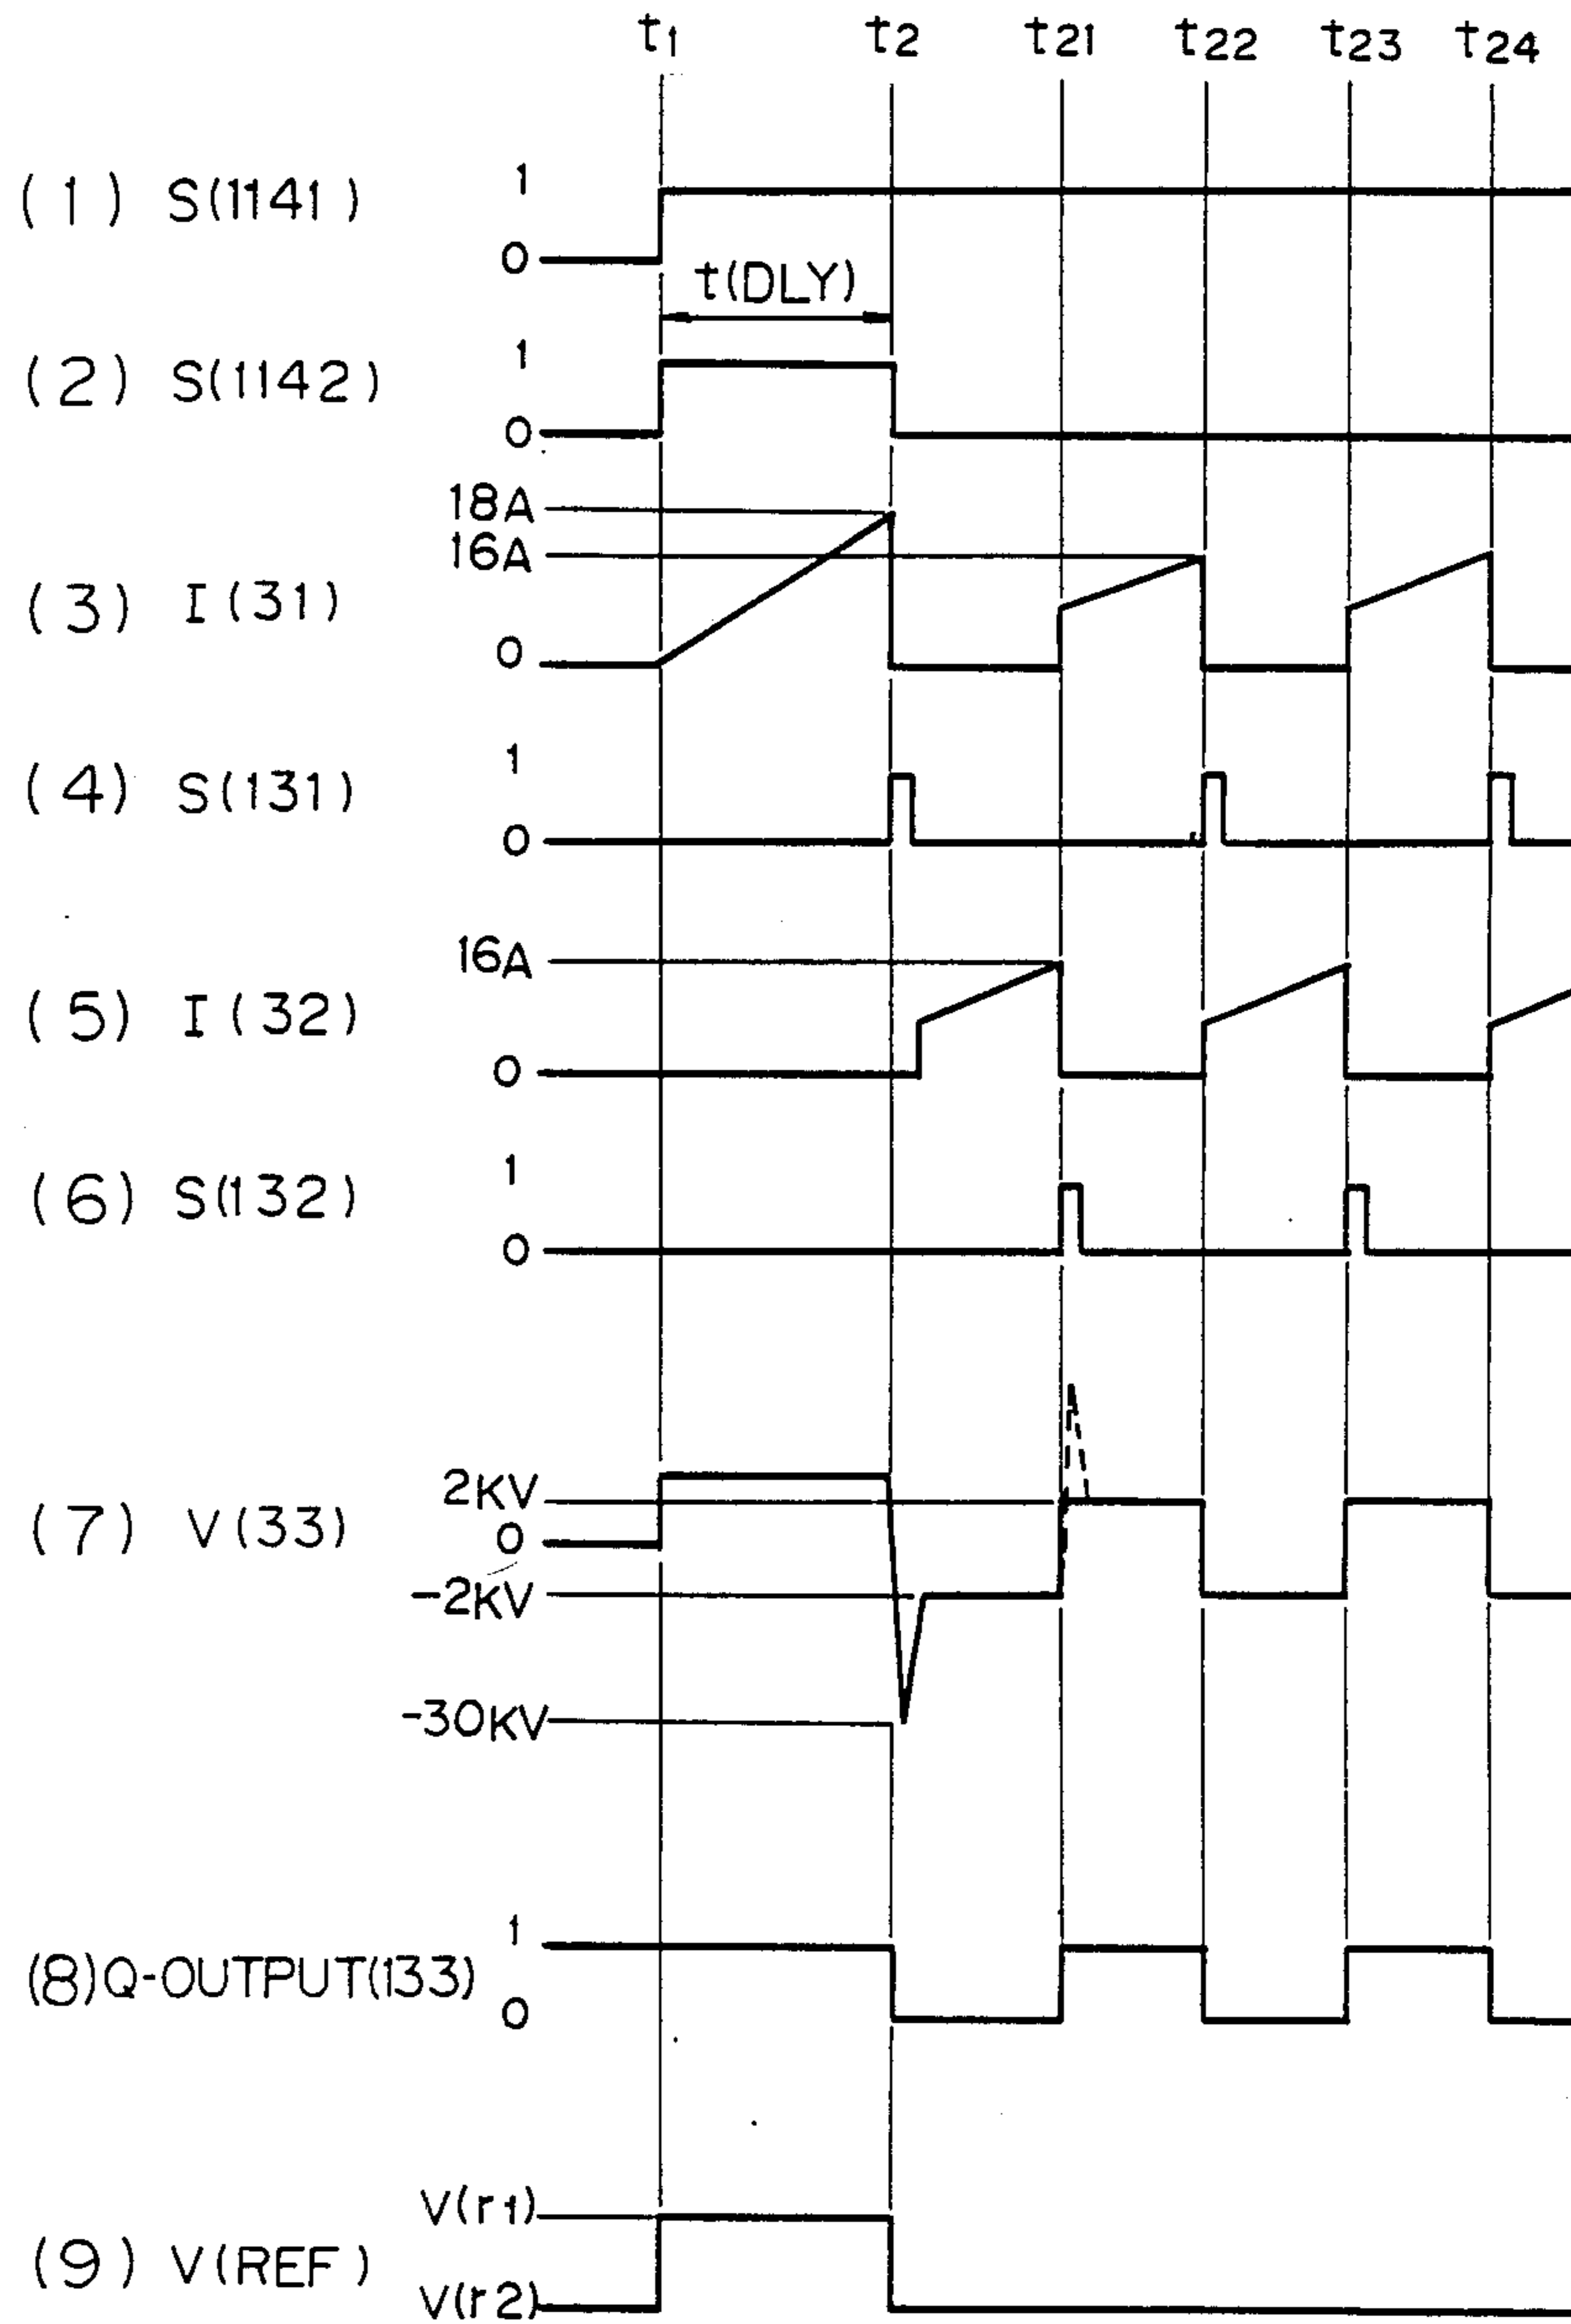 t1 t2 t21 t22 t23 t24
(1) S(1141) 1
0
t(DLY)
(2) S(1142) 1
0
18A
16A
(3) I(31)
0
(4) S(131) 1
0
16A
(5) I(32)
0
(6) S(132) 1
0
2KV
(7) V(33) 0
-2KV
-30KV
1
(8) Q-OUTPUT(133)
0
V(r1)
(9) V(REF)
V(r2)